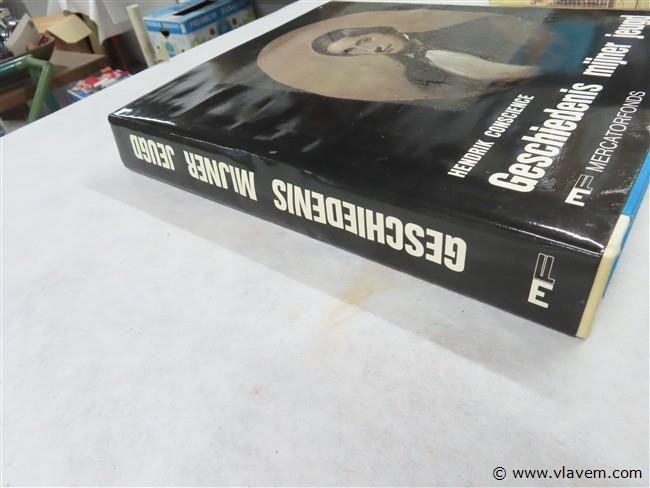 HENDRIK CONSCIENCE
Geschiedenis mijner jeugd
MERCATORFONDS
GESCHIEDENIS MIJNER JEUGD
© www.vlavem.com